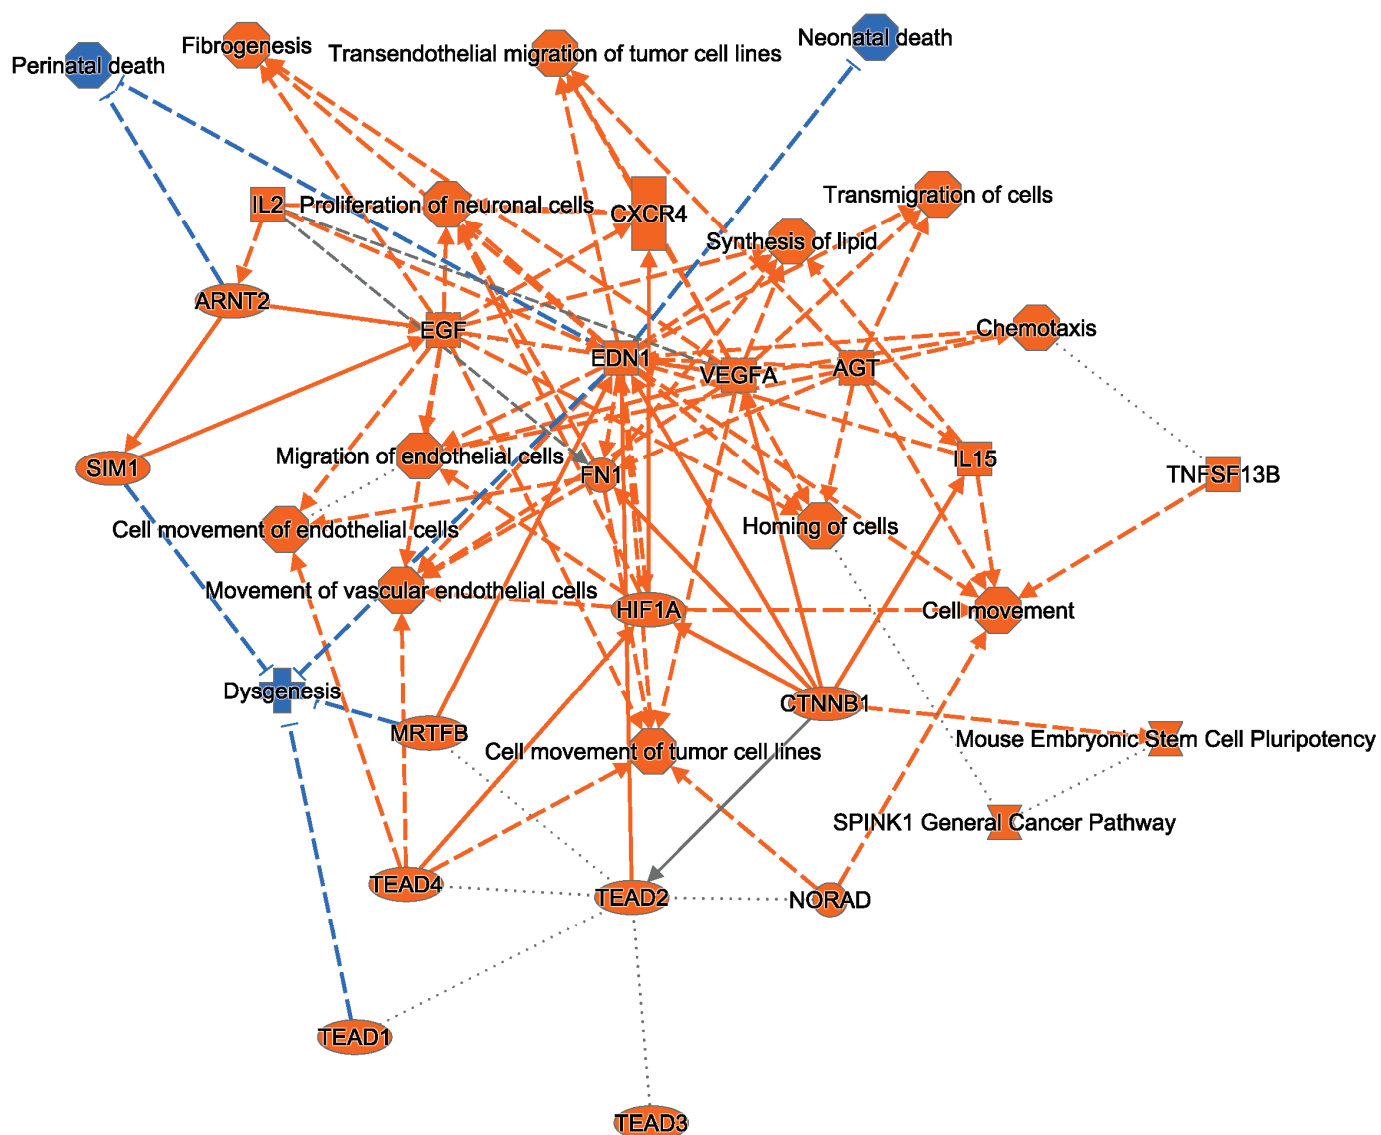 Neonatal death
Fibrogenesis
Transendothelial migration of tumor cell lines
Perinatal death
Transmigration of cells
IL2
Proliferation of neuronal cells
CXCR4
Synthesis of lipid
ARNT2
EGF
Chemotaxis
EDN1
VEGFA
AGT
Migration of endothelial cells
IL15
SIM1
FN1
TNFSF13B
Cell movement of endothelial cells
Homing of cells
Movement of vascular endothelial cells
HIF1A
Cell movement
Dysgenesis
CTNNB1
MRTFB
Mouse Embryonic Stem Cell Pluripotency
Cell movement of tumor cell lines
SPINK1 General Cancer Pathway
TEAD4
TEAD2
NORAD
TEAD1
TEAD3